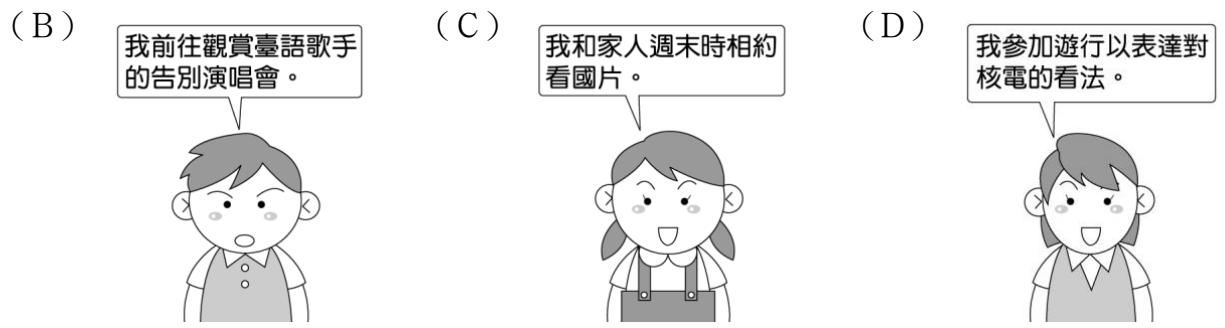 (B)
我前往觀賞臺語歌手
的告別演唱會。
(C)
我和家人週末時相約
看國片。
(D)
我參加遊行以表達對
核電的看法。